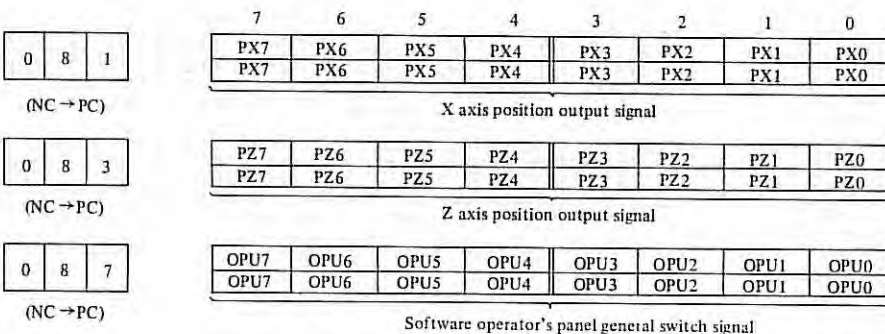 7 6 5 4 3 2 1 0
0 8 1 PX7 PX6 PX5 PX4 PX3 PX2 PX1 PX0
PX7 PX6 PX5 PX4 PX3 PX2 PX1 PX0
(NC→PC) X axis position output signal
0 8 3 PZ7 PZ6 PZ5 PZ4 PZ3 PZ2 PZ1 PZ0
PZ7 PZ6 PZ5 PZ4 PZ3 PZ2 PZ1 PZ0
(NC→PC) Z axis position output signal
0 8 7 OPU7 OPU6 OPU5 OPU4 OPU3 OPU2 OPU1 OPU0
OPU7 OPU6 OPU5 OPU4 OPU3 OPU2 OPU1 OPU0
(NC→PC) Software operator's panel general switch signal